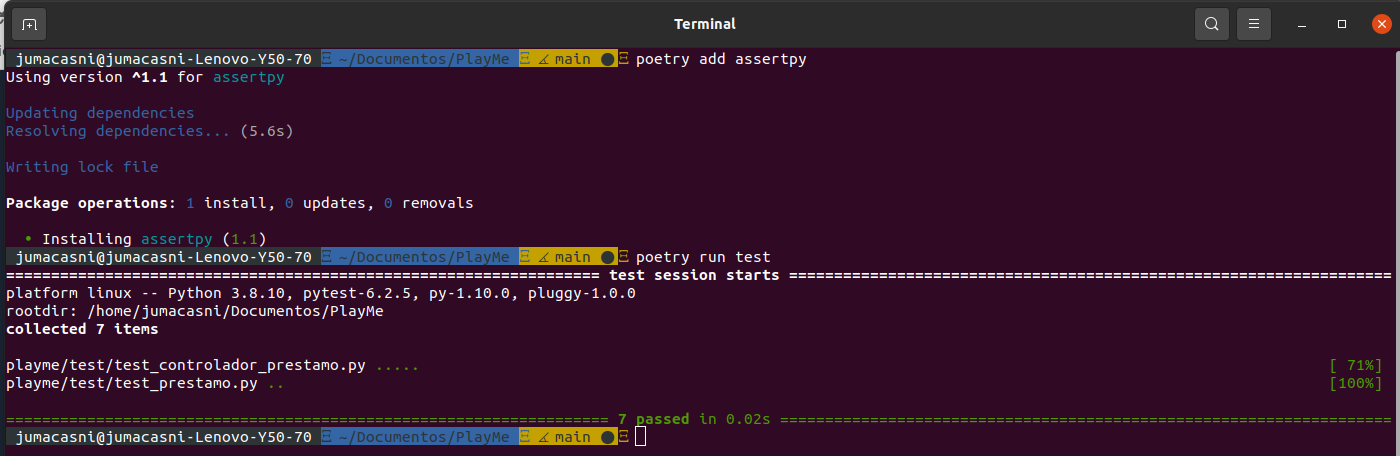 Terminal
jumacasni@jumacasni-Lenovo-Y50-70 Ξ ~/Documentos/PlayMe Ξ ∡ main ● Ξ poetry add assertpy
Using version ^1.1 for assertpy
Updating dependencies
Resolving dependencies... (5.6s)
Writing lock file
Package operations: 1 install, 0 updates, 0 removals
• Installing assertpy (1.1)
jumacasni@jumacasni-Lenovo-Y50-70 Ξ ~/Documentos/PlayMe Ξ ∡ main ● Ξ poetry run test
================================================================== test session starts ===================================================================
platform linux -- Python 3.8.10, pytest-6.2.5, py-1.10.0, pluggy-1.0.0
rootdir: /home/jumacasni/Documentos/PlayMe
collected 7 items
playme/test/test_controlador_prestamo.py ..... [ 71%]
playme/test/test_prestamo.py .. [100%]
=================================================================== 7 passed in 0.02s ====================================================================
jumacasni@jumacasni-Lenovo-Y50-70 Ξ ~/Documentos/PlayMe Ξ ∡ main ● Ξ